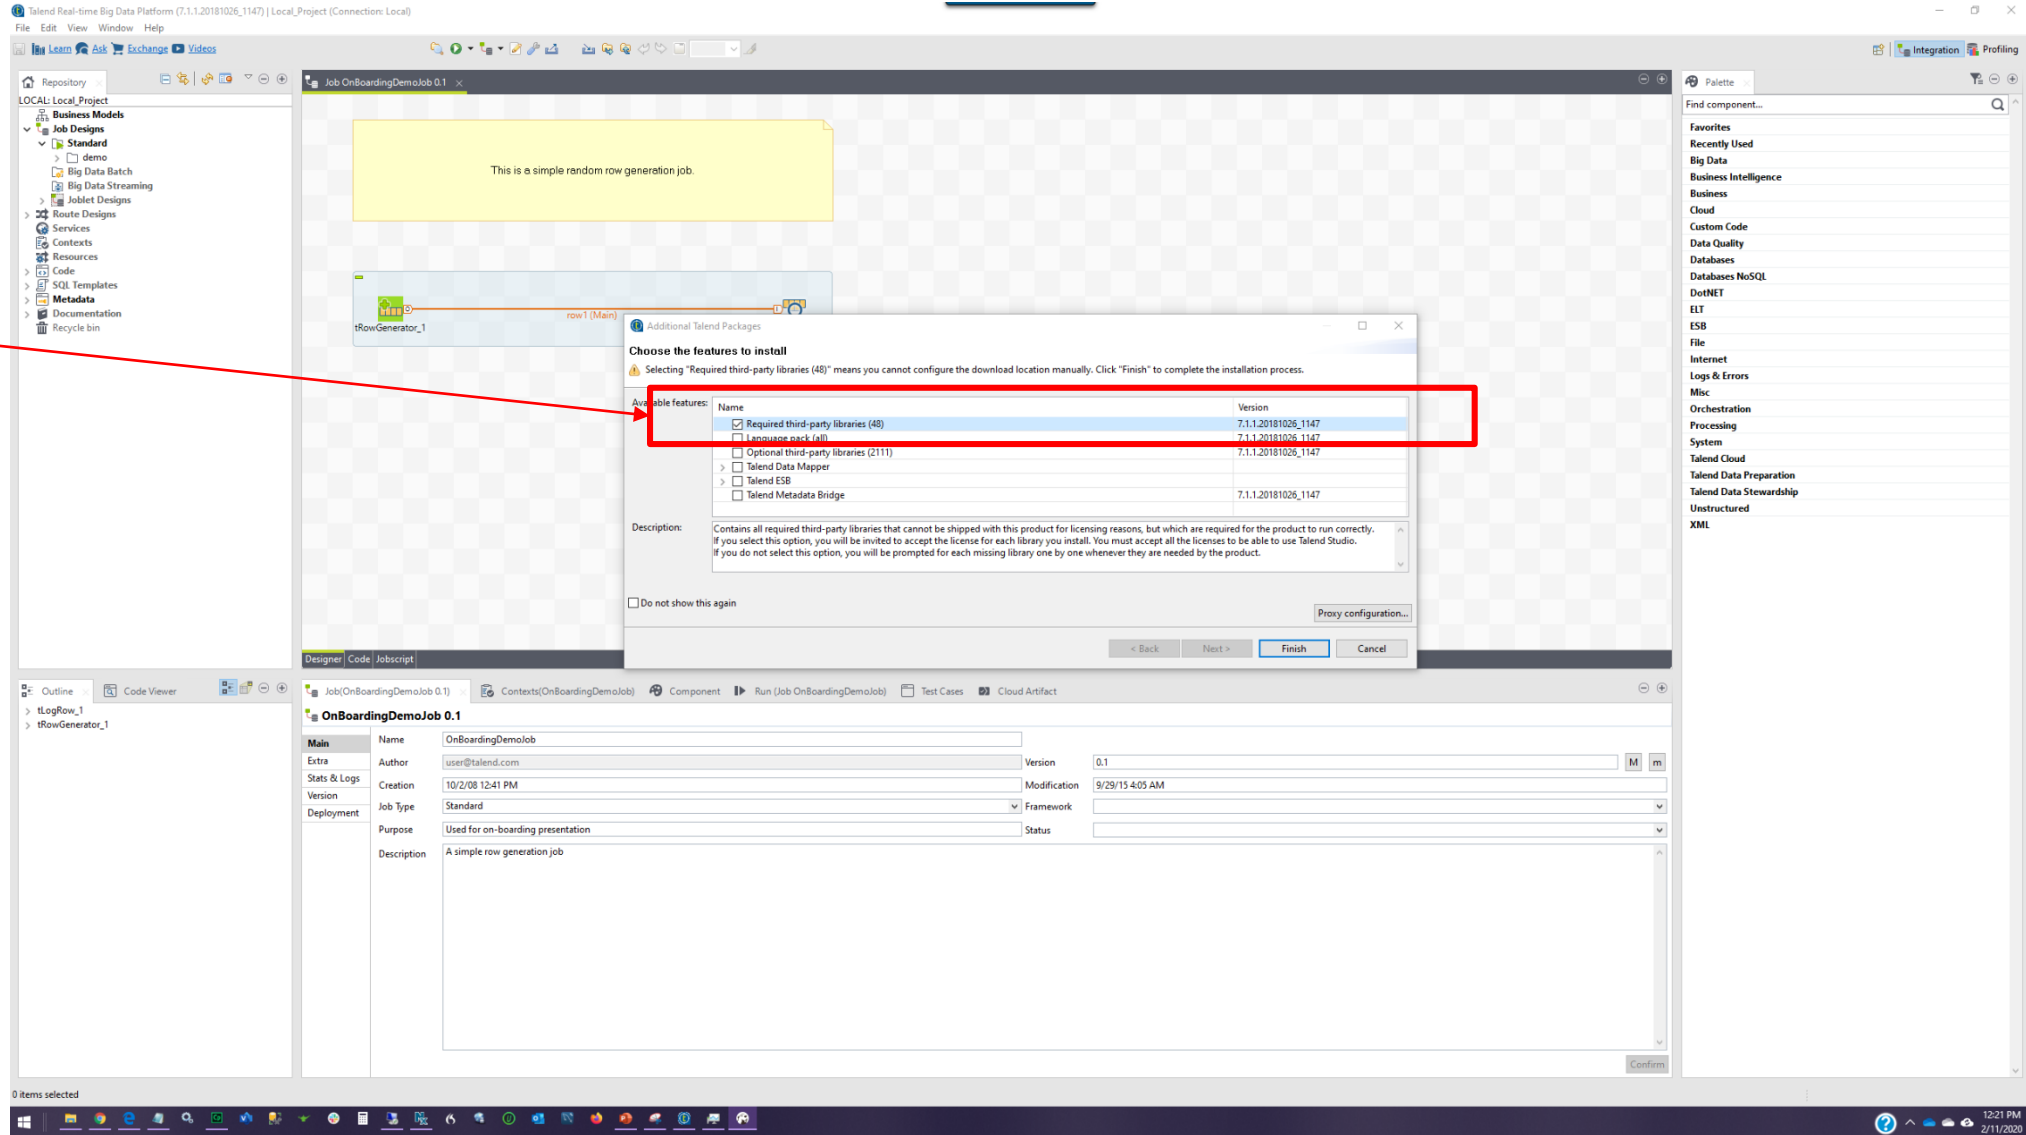 Talend Real-time Big Data Platform (7.1.1.20181026_1147) | Local_Project (Connection: Local)
File Edit View Window Help
Learn Ask Exchange Videos
Integration Profiling
Repository
LOCAL: Local_Project
Business Models
Job Designs
Standard
demo
Big Data Batch
Big Data Streaming
Joblet Designs
Route Designs
Services
Contexts
Resources
Code
SQL Templates
Metadata
Documentation
Recycle bin
Job OnBoardingDemoJob 0.1
This is a simple random row generation job.
row1 (Main)
tRowGenerator_1
Additional Talend Packages
Choose the features to install
Selecting "Required third-party libraries (48)" means you cannot configure the download location manually. Click "Finish" to complete the installation process.
Available features:
Name Version
Required third-party libraries (48) 7.1.1.20181026_1147
Language pack (all) 7.1.1.20181026_1147
Optional third-party libraries (2111) 7.1.1.20181026_1147
Talend Data Mapper
Talend ESB
Talend Metadata Bridge 7.1.1.20181026_1147
Description:
Contains all required third-party libraries that cannot be shipped with this product for licensing reasons, but which are required for the product to run correctly.
If you select this option, you will be invited to accept the license for each library you install. You must accept all the licenses to be able to use Talend Studio.
If you do not select this option, you will be prompted for each missing library one by one whenever they are needed by the product.
Do not show this again
Proxy configuration...
< Back Next > Finish Cancel
Designer Code Jobscript
Palette
Find component...
Favorites
Recently Used
Big Data
Business Intelligence
Business
Cloud
Custom Code
Data Quality
Databases
Databases NoSQL
DotNET
ELT
ESB
File
Internet
Logs & Errors
Misc
Orchestration
Processing
System
Talend Cloud
Talend Data Preparation
Talend Data Stewardship
Unstructured
XML
Outline Code Viewer
tLogRow_1
tRowGenerator_1
Job(OnBoardingDemoJob 0.1) Contexts(OnBoardingDemoJob) Component Run (Job OnBoardingDemoJob) Test Cases Cloud Artifact
OnBoardingDemoJob 0.1
Main
Extra
Stats & Logs
Version
Deployment
Name OnBoardingDemoJob
Author user@talend.com Version 0.1 M m
Creation 10/2/08 12:41 PM Modification 9/29/15 4:05 AM
Job Type Standard Framework
Purpose Used for on-boarding presentation Status
Description A simple row generation job
Confirm
0 items selected
12:21 PM
2/11/2020